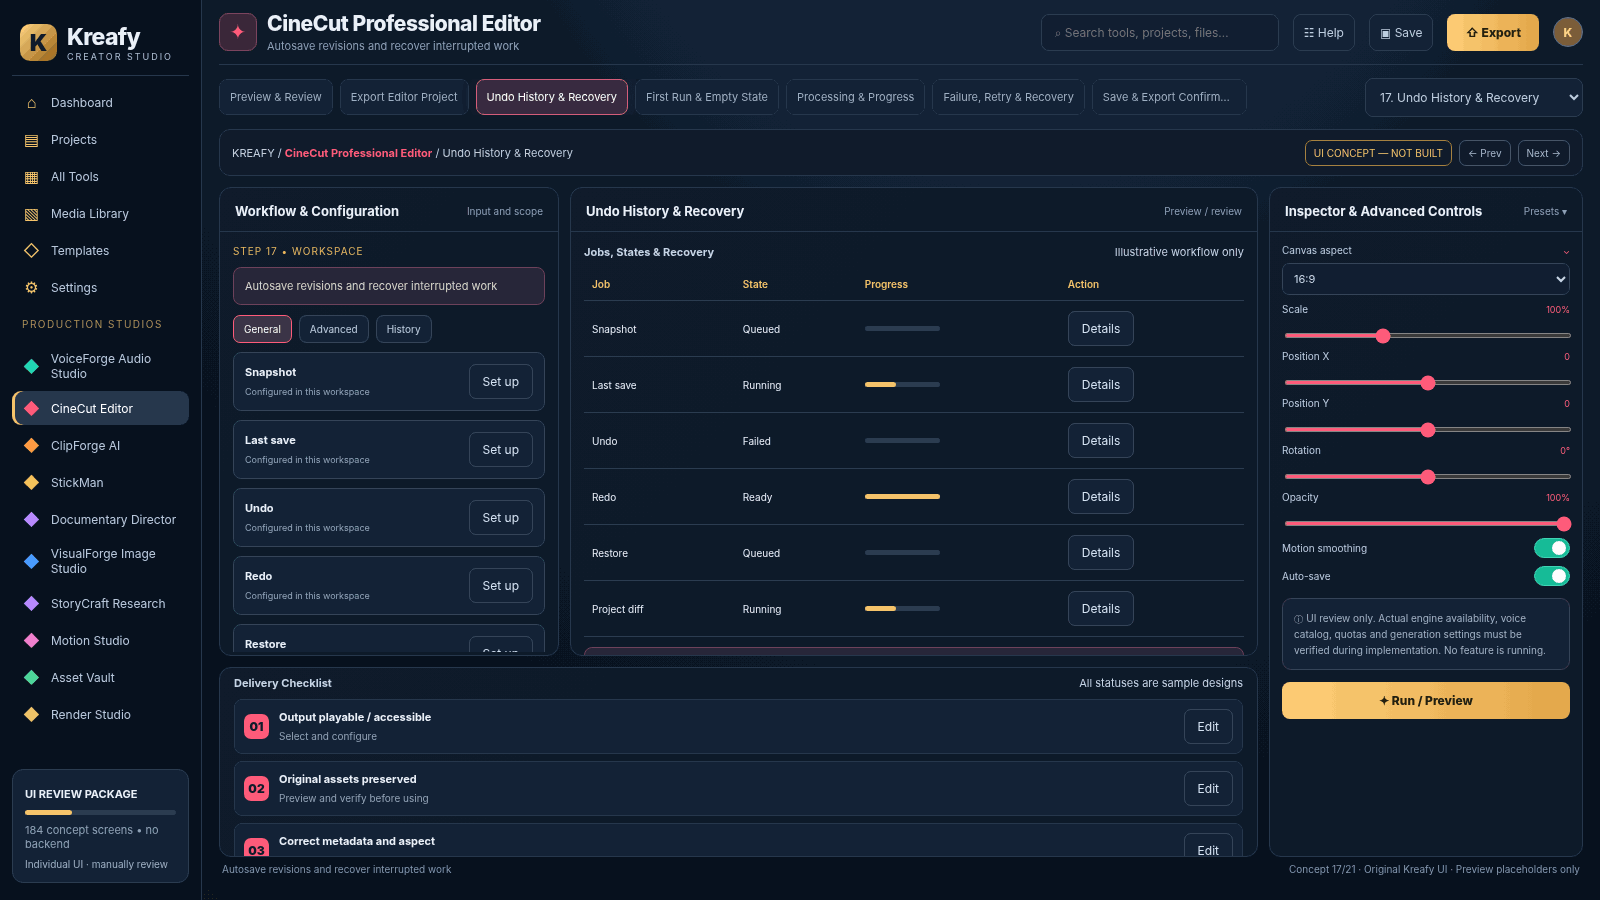 K
Kreafy
CREATOR STUDIO
Dashboard
Projects
All Tools
Media Library
Templates
Settings
PRODUCTION STUDIOS
VoiceForge Audio
Studio
CineCut Editor
ClipForge AI
StickMan
Documentary Director
VisualForge Image
Studio
StoryCraft Research
Motion Studio
Asset Vault
Render Studio
UI REVIEW PACKAGE
184 concept screens • no
backend
Individual UI · manually review
CineCut Professional Editor
Autosave revisions and recover interrupted work
Search tools, projects, files...
Help
Save
Export
K
Preview & Review
Export Editor Project
Undo History & Recovery
First Run & Empty State
Processing & Progress
Failure, Retry & Recovery
Save & Export Confirm...
17. Undo History & Recovery
KREAFY / CineCut Professional Editor / Undo History & Recovery
UI CONCEPT — NOT BUILT
← Prev
Next →
Workflow & Configuration
Input and scope
STEP 17 • WORKSPACE
Autosave revisions and recover interrupted work
General
Advanced
History
Snapshot
Configured in this workspace
Set up
Last save
Configured in this workspace
Set up
Undo
Configured in this workspace
Set up
Redo
Configured in this workspace
Set up
Restore
Set up
Undo History & Recovery
Preview / review
Jobs, States & Recovery
Illustrative workflow only
Job State Progress Action
Snapshot Queued Details
Last save Running Details
Undo Failed Details
Redo Ready Details
Restore Queued Details
Project diff Running Details
Delivery Checklist
All statuses are sample designs
01
Output playable / accessible
Select and configure
Edit
02
Original assets preserved
Preview and verify before using
Edit
03
Correct metadata and aspect
Edit
Inspector & Advanced Controls
Presets ▾
Canvas aspect
16:9
Scale 100%
Position X 0
Position Y 0
Rotation 0°
Opacity 100%
Motion smoothing
Auto-save
ⓘ UI review only. Actual engine availability, voice
catalog, quotas and generation settings must be
verified during implementation. No feature is running.
✦ Run / Preview
Autosave revisions and recover interrupted work
Concept 17/21 · Original Kreafy UI · Preview placeholders only